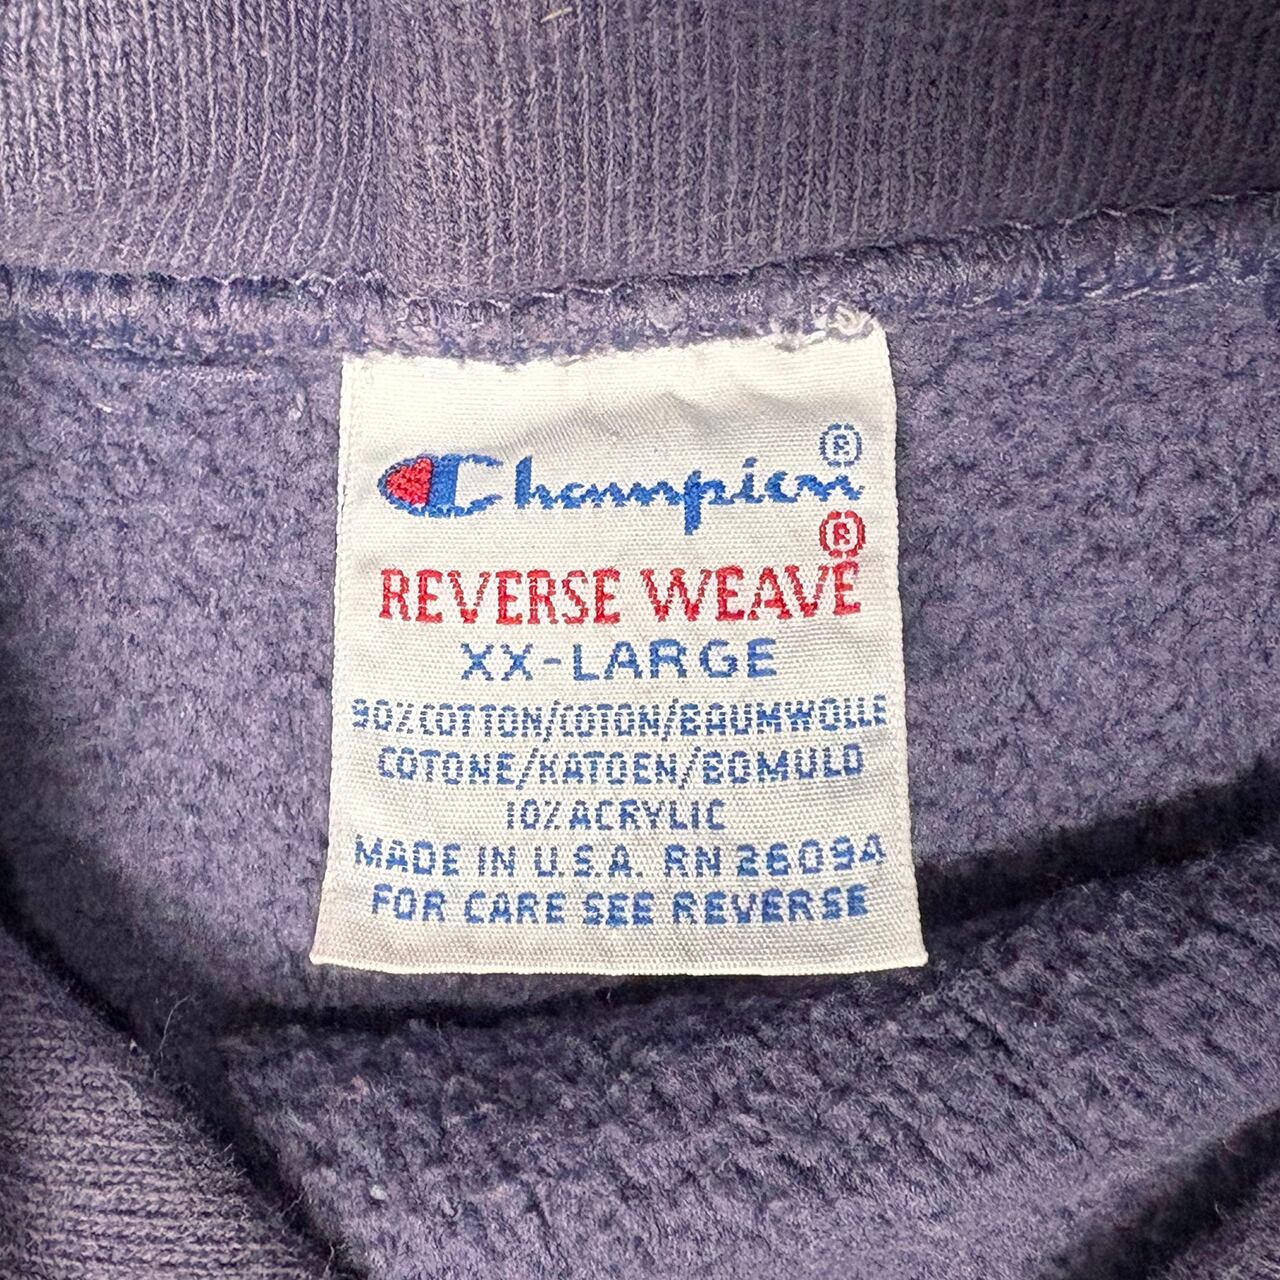 Champion®
REVERSE WEAVE®
XX-LARGE
90%COTTON/COTON/BAUMWOLLE
COTONE/KATOEN/BOMULD
10%ACRYLIC
MADE IN U.S.A. RN 26094
FOR CARE SEE REVERSE